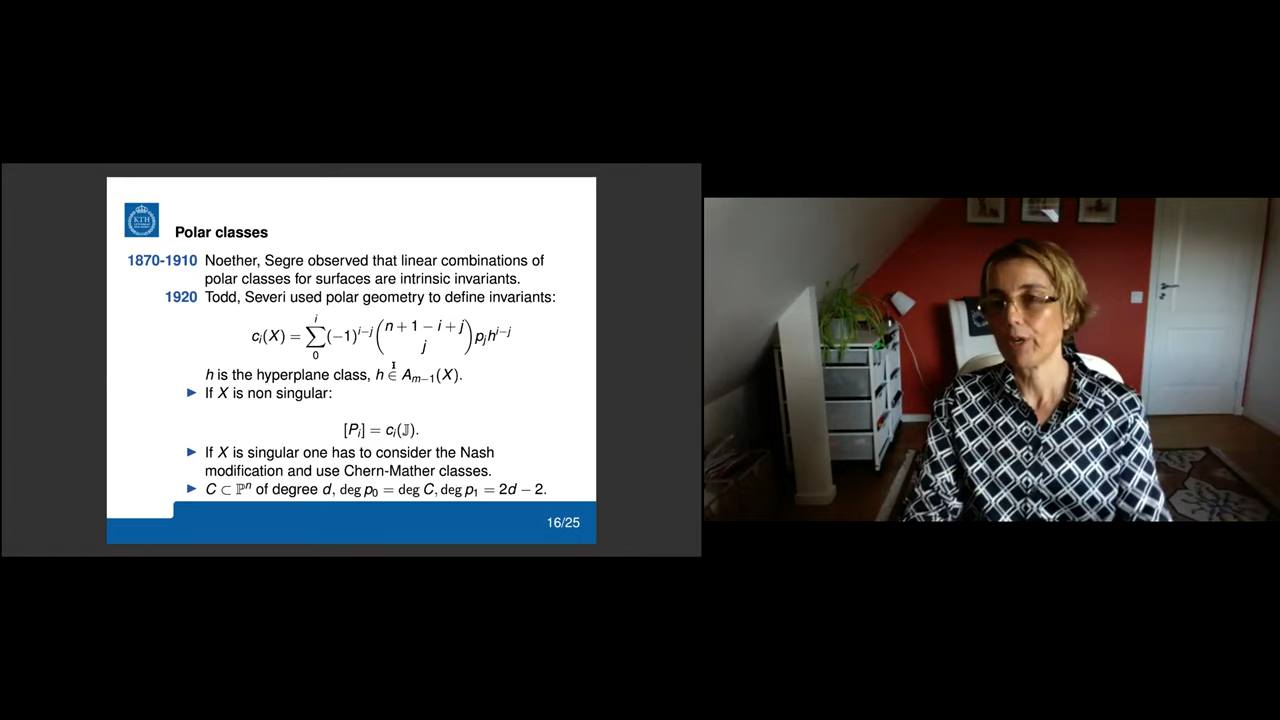 KTH
Polar classes
1870-1910 Noether, Segre observed that linear combinations of
polar classes for surfaces are intrinsic invariants.
1920 Todd, Severi used polar geometry to define invariants:
c_i(X) = \sum_0^i (-1)^{i-j} \binom{n+1-i+j}{j} p_j h^{i-j}
h is the hyperplane class, h ∈ A_{m-1}(X).
▶ If X is non singular:
[P_i] = c_i(𝕁).
▶ If X is singular one has to consider the Nash
modification and use Chern-Mather classes.
▶ C ⊂ ℙ^n of degree d, deg p_0 = deg C, deg p_1 = 2d − 2.
16/25